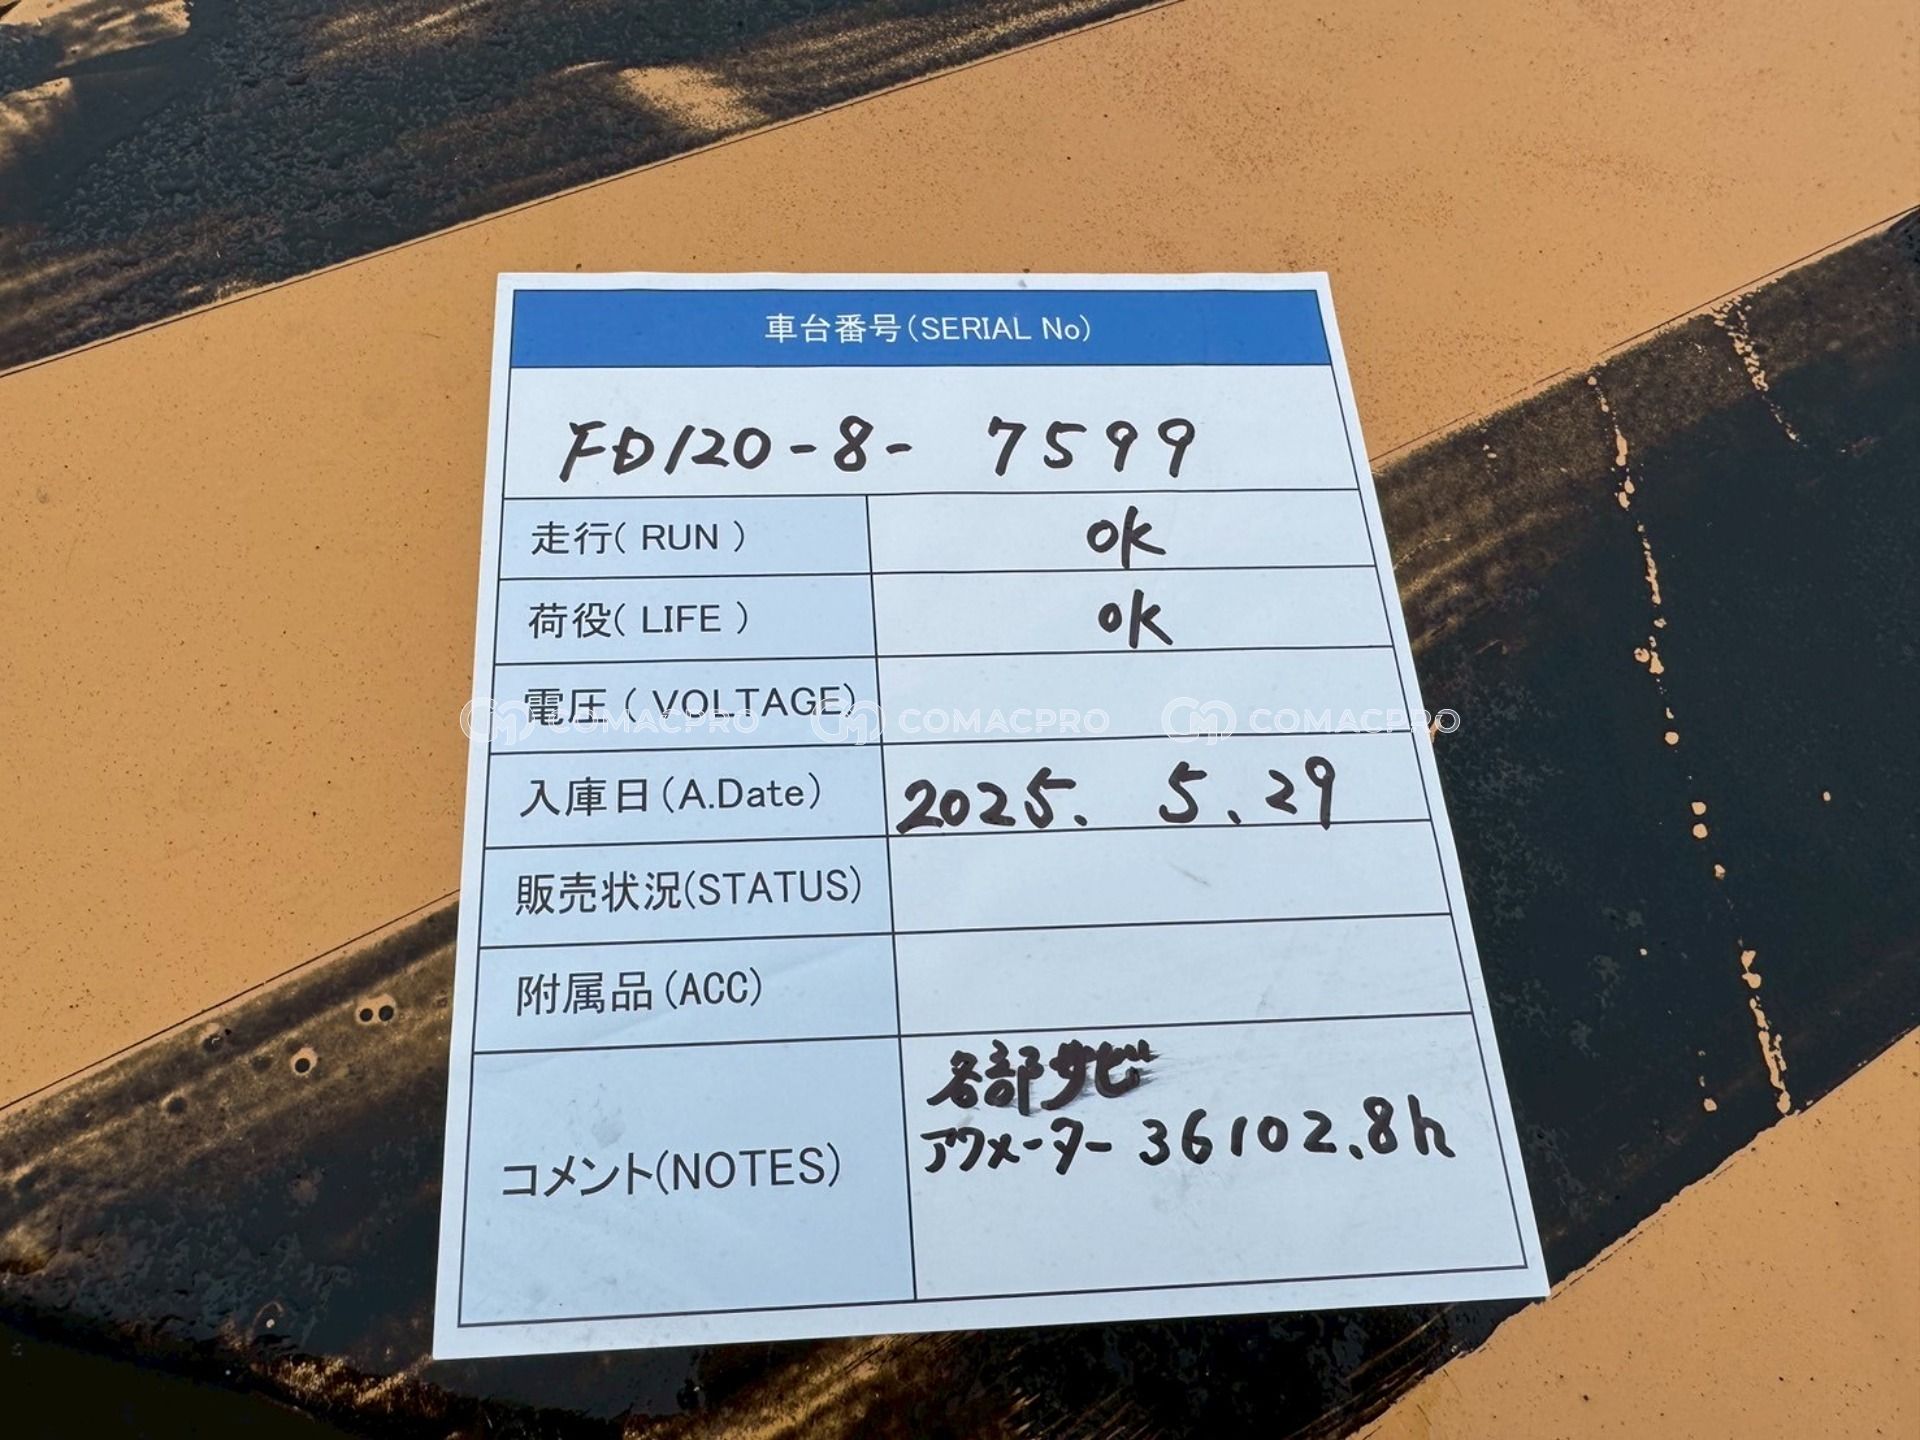 車台番号(SERIAL No)
FD120-8- 7599
走行( RUN ) OK
荷役( LIFE ) OK
電圧( VOLTAGE)
COMACPRO COMACPRO COMACPRO
入庫日(A.Date) 2025. 5. 29
販売状況(STATUS)
附属品(ACC)
コメント(NOTES)
各部サビ
アワメーター 36102.8h